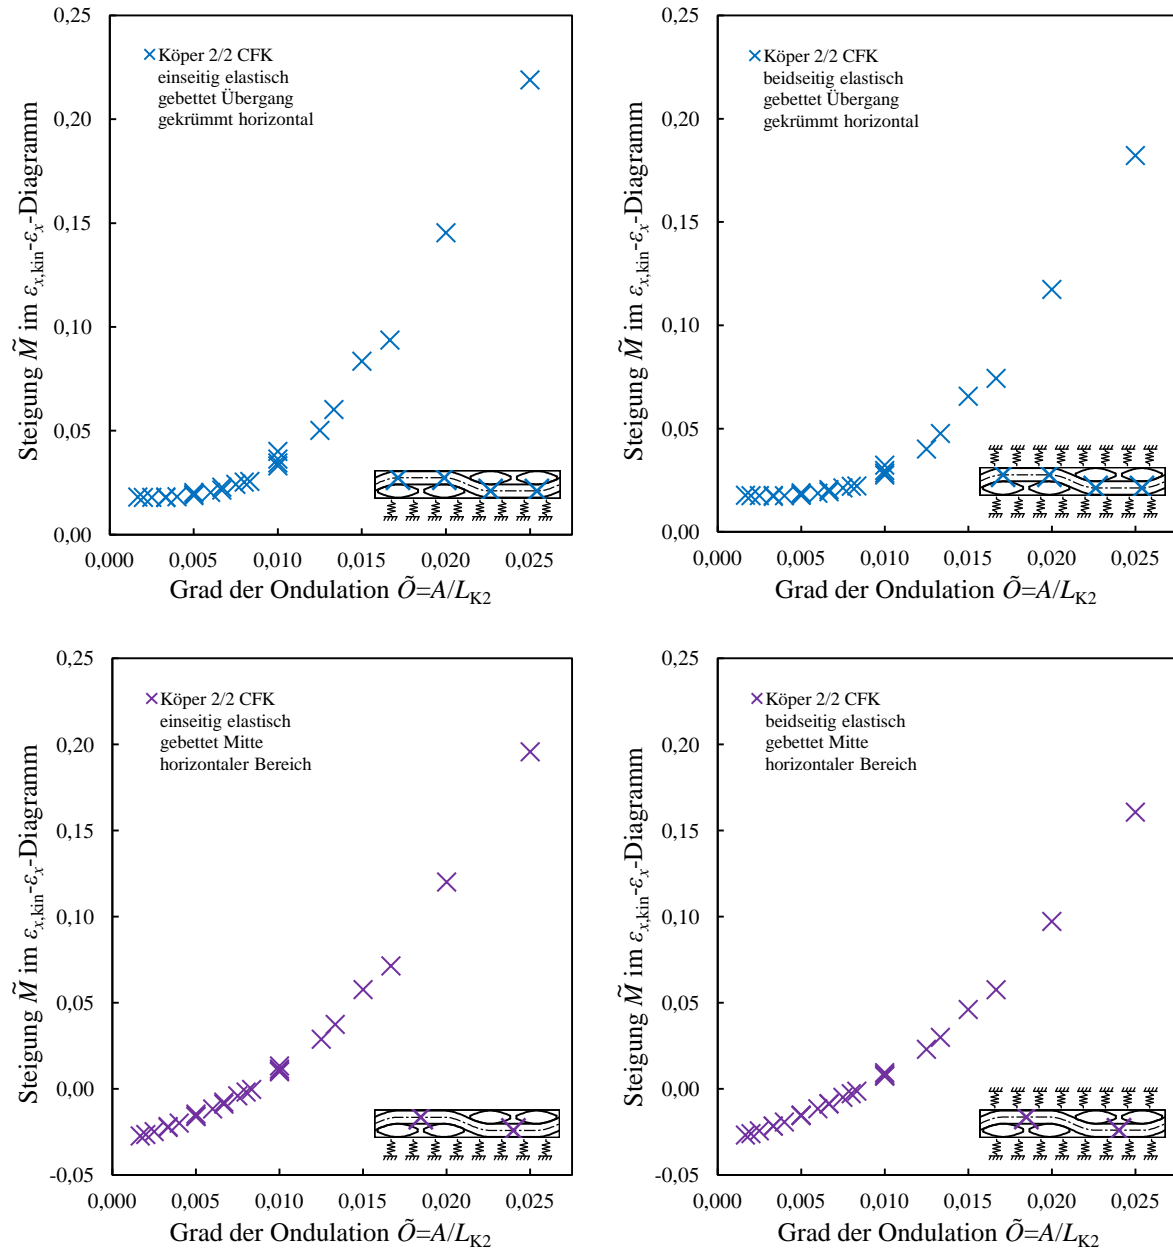 0,25
0,20
0,15
0,10
0,05
0,00
0,000 0,005 0,010 0,015 0,020 0,025
Steigung M̃ im εx,kin-εx-Diagramm
Grad der Ondulation Õ=A/LK2
Köper 2/2 CFK
einseitig elastisch
gebettet Übergang
gekrümmt horizontal
0,25
0,20
0,15
0,10
0,05
0,00
0,000 0,005 0,010 0,015 0,020 0,025
Steigung M̃ im εx,kin-εx-Diagramm
Grad der Ondulation Õ=A/LK2
Köper 2/2 CFK
beidseitig elastisch
gebettet Übergang
gekrümmt horizontal
0,25
0,20
0,15
0,10
0,05
0,00
-0,05
0,000 0,005 0,010 0,015 0,020 0,025
Steigung M̃ im εx,kin-εx-Diagramm
Grad der Ondulation Õ=A/LK2
Köper 2/2 CFK
einseitig elastisch
gebettet Mitte
horizontaler Bereich
0,25
0,20
0,15
0,10
0,05
0,00
-0,05
0,000 0,005 0,010 0,015 0,020 0,025
Steigung M̃ im εx,kin-εx-Diagramm
Grad der Ondulation Õ=A/LK2
Köper 2/2 CFK
beidseitig elastisch
gebettet Mitte
horizontaler Bereich